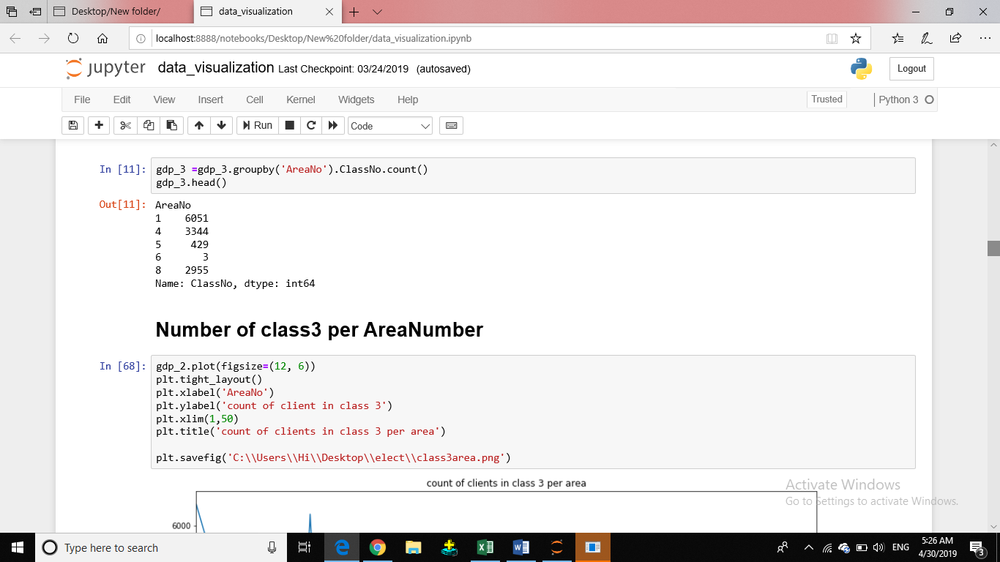 Desktop/New folder/
data_visualization
localhost:8888/notebooks/Desktop/New%20folder/data_visualization.ipynb
jupyter data_visualization Last Checkpoint: 03/24/2019 (autosaved)
Logout
File Edit View Insert Cell Kernel Widgets Help
Trusted
Python 3
Run
Code
In [11]: gdp_3 =gdp_3.groupby('AreaNo').ClassNo.count()
gdp_3.head()
Out[11]: AreaNo
1 6051
4 3344
5 429
6 3
8 2955
Name: ClassNo, dtype: int64
Number of class3 per AreaNumber
In [68]: gdp_2.plot(figsize=(12, 6))
plt.tight_layout()
plt.xlabel('AreaNo')
plt.ylabel('count of client in class 3')
plt.xlim(1,50)
plt.title('count of clients in class 3 per area')
plt.savefig('C:\\Users\\Hi\\Desktop\\elect\\class3area.png')
count of clients in class 3 per area
6000
Activate Windows
Go to Settings to activate Windows.
Type here to search
ENG
5:26 AM
4/30/2019
3